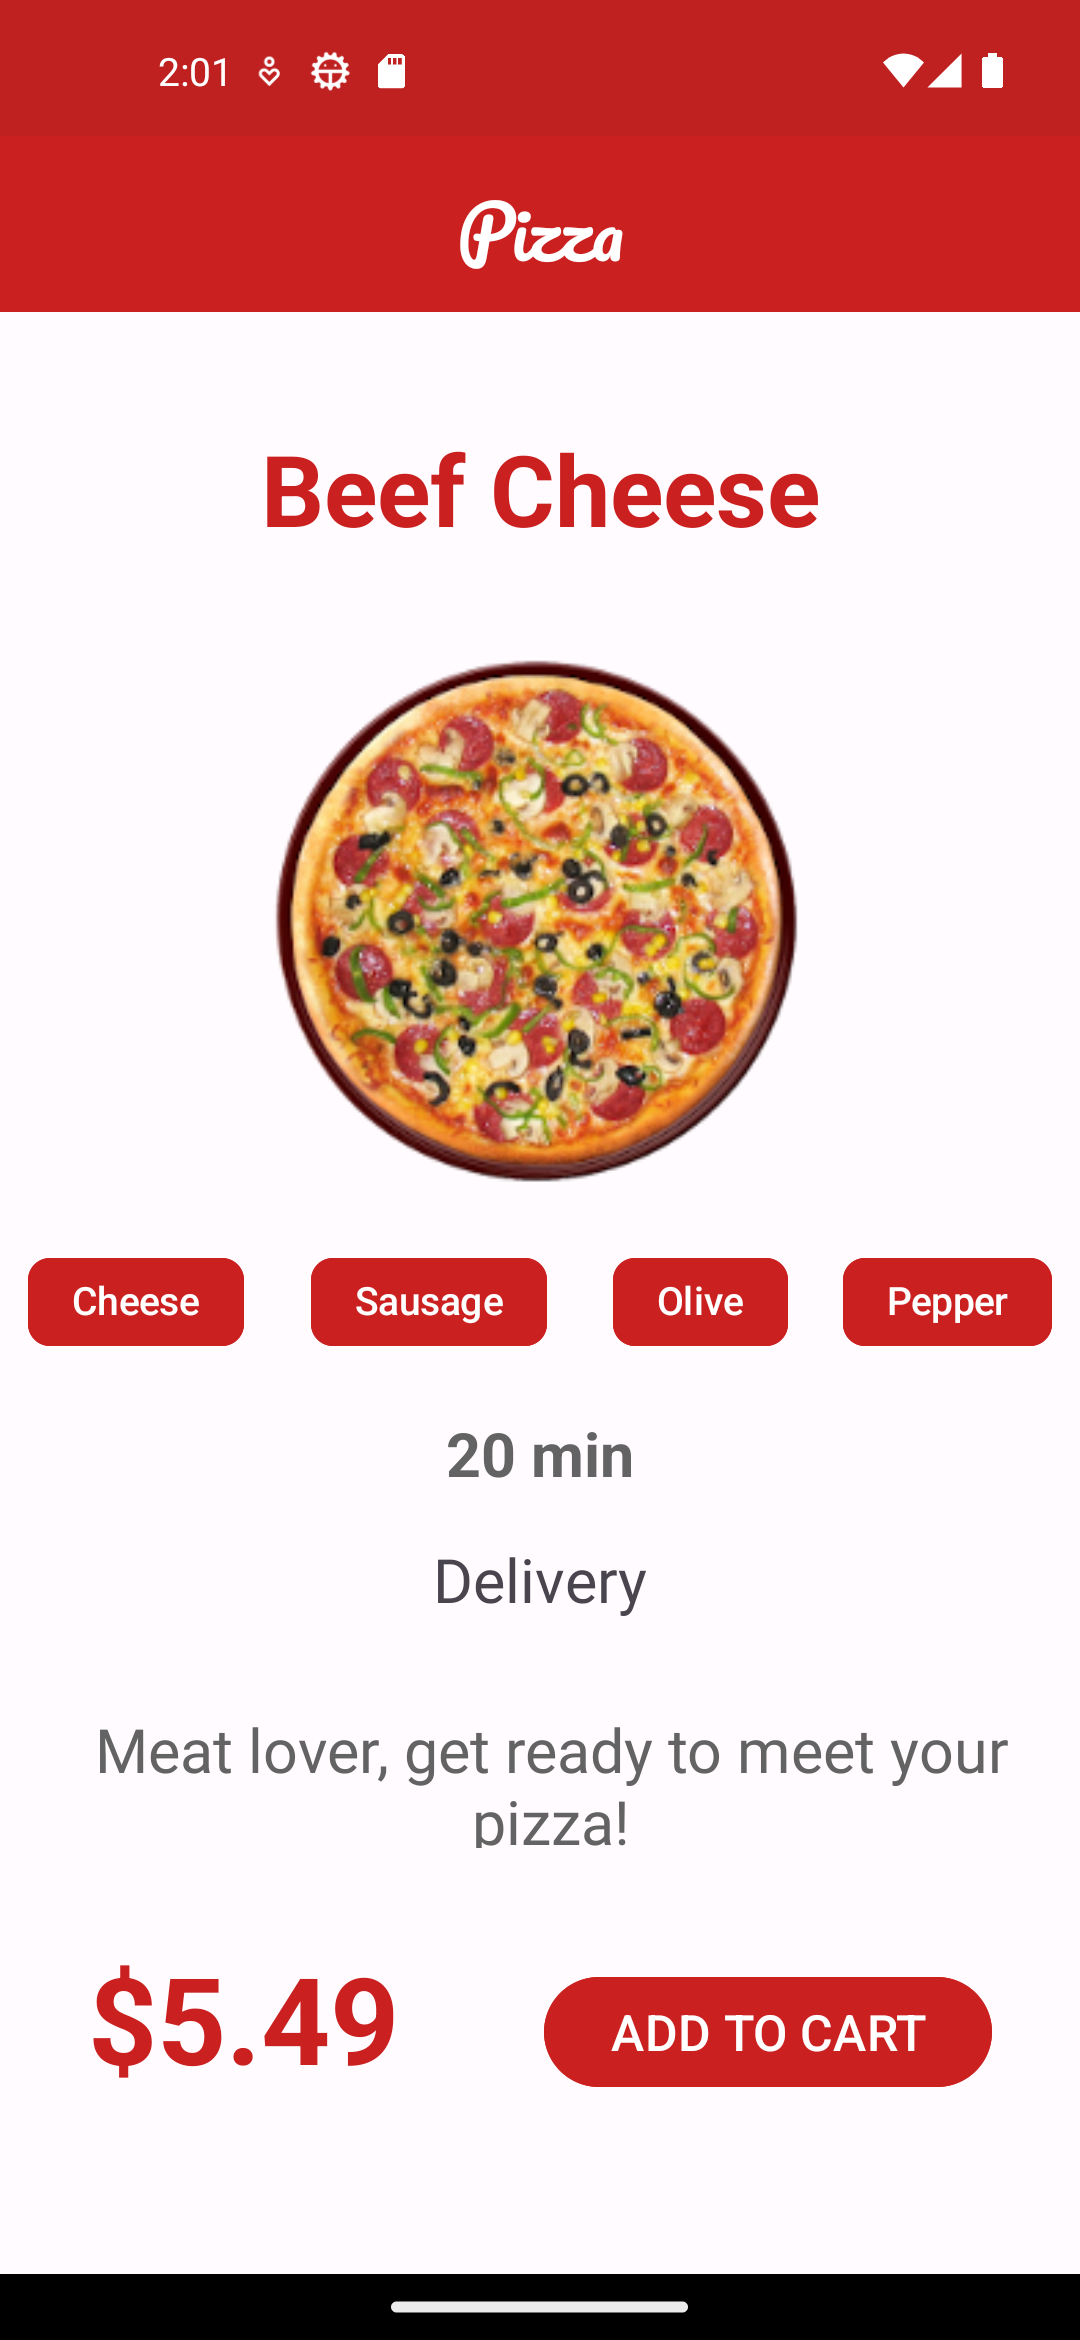 2:01
Pizza
Beef Cheese
Cheese Sausage Olive Pepper
20 min
Delivery
Meat lover, get ready to meet your
pizza!
$5.49 ADD TO CART